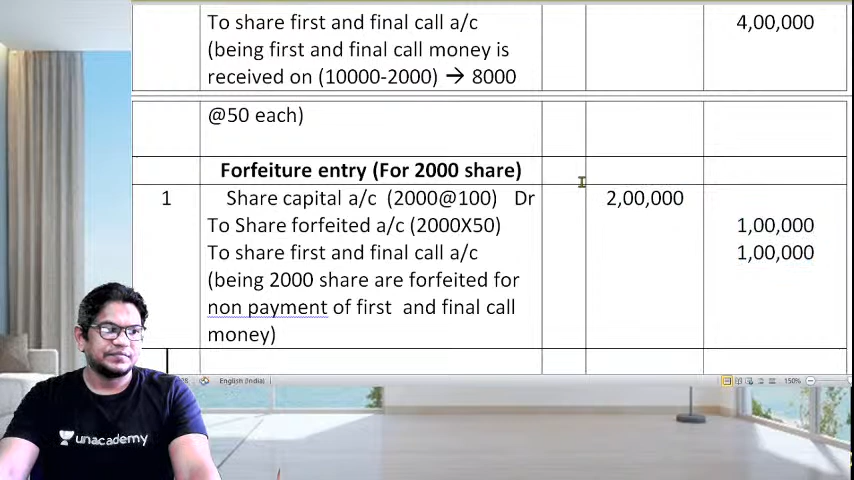 To share first and final call a/c 4,00,000
(being first and final call money is
received on (10000-2000) → 8000
@50 each)
Forfeiture entry (For 2000 share)
1 Share capital a/c (2000@100) Dr 2,00,000
To Share forfeited a/c (2000X50) 1,00,000
To share first and final call a/c 1,00,000
(being 2000 share are forfeited for
non payment of first and final call
money)
English (India) 150%
unacademy